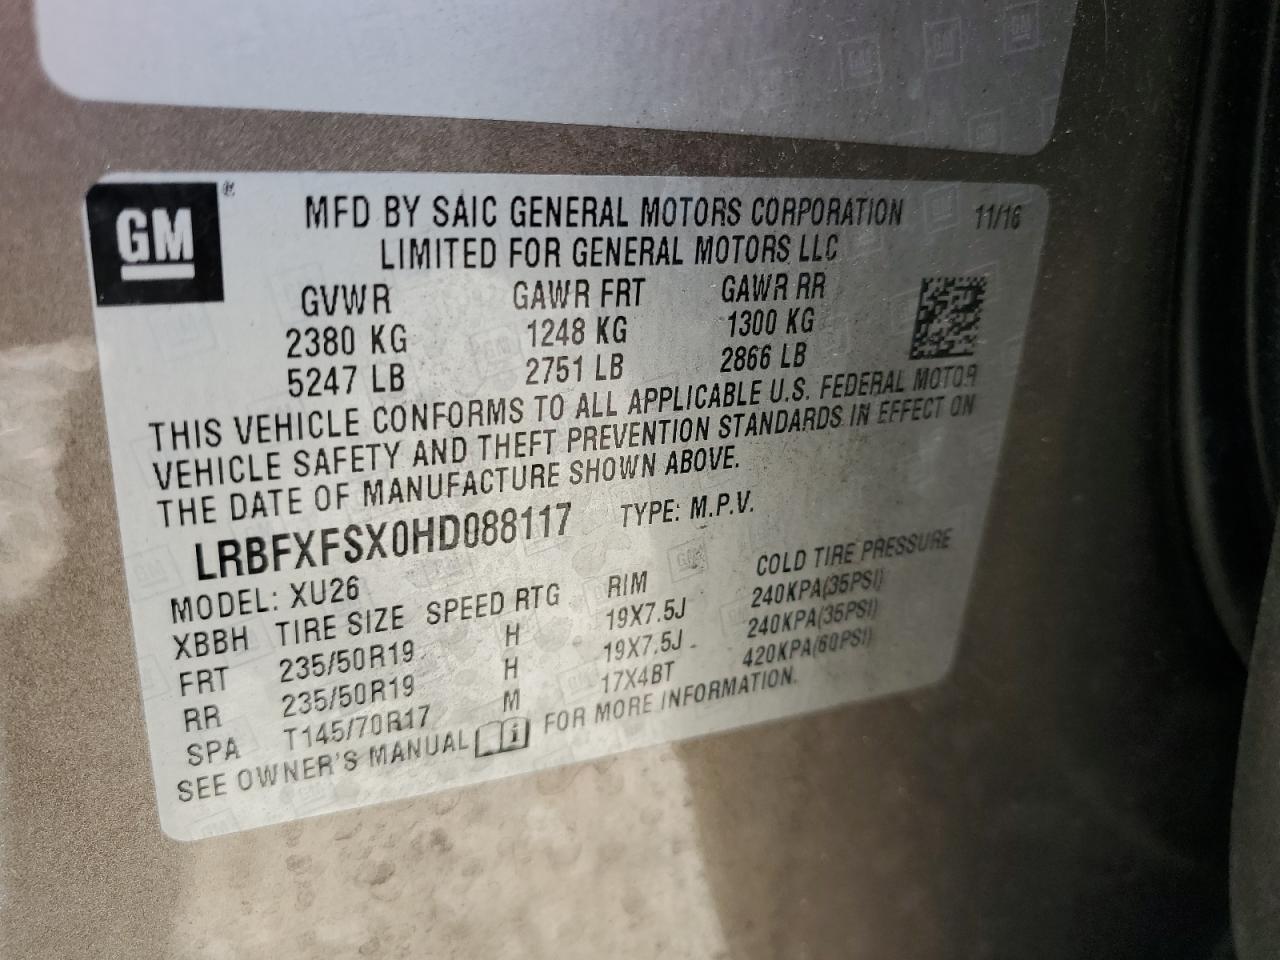 GM ®
MFD BY SAIC GENERAL MOTORS CORPORATION 11/16
LIMITED FOR GENERAL MOTORS LLC
GVWR GAWR FRT GAWR RR
2380 KG 1248 KG 1300 KG
5247 LB 2751 LB 2866 LB
THIS VEHICLE CONFORMS TO ALL APPLICABLE U.S. FEDERAL MOTOR
VEHICLE SAFETY AND THEFT PREVENTION STANDARDS IN EFFECT ON
THE DATE OF MANUFACTURE SHOWN ABOVE.
LRBFXFSX0HD088117 TYPE: M.P.V.
MODEL: XU26
XBBH TIRE SIZE SPEED RTG RIM COLD TIRE PRESSURE
FRT 235/50R19 H 19X7.5J 240KPA(35PSI)
RR 235/50R19 H 19X7.5J 240KPA(35PSI)
SPA T145/70R17 M 17X4BT 420KPA(60PSI)
SEE OWNER'S MANUAL FOR MORE INFORMATION.